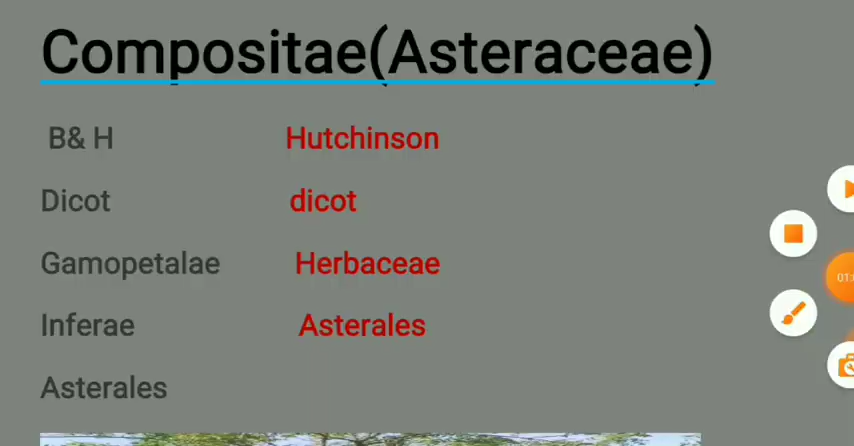 Compositae(Asteraceae)
B& H Hutchinson
Dicot dicot
Gamopetalae Herbaceae
Inferae Asterales
Asterales